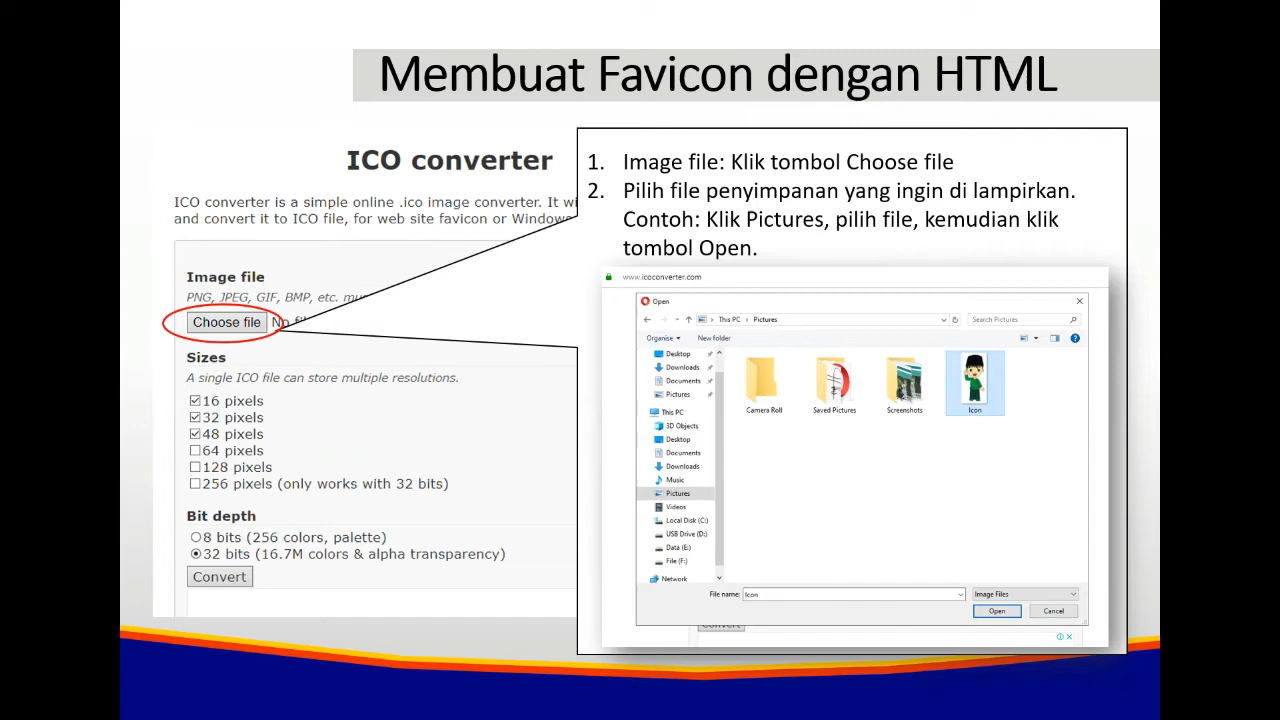 Membuat Favicon dengan HTML
ICO converter
ICO converter is a simple online .ico image converter. It
and convert it to ICO file, for web site favicon or Windows
Image file
PNG, JPEG, GIF, BMP, etc.
Choose file No
Sizes
A single ICO file can store multiple resolutions.
16 pixels
32 pixels
48 pixels
64 pixels
128 pixels
256 pixels (only works with 32 bits)
Bit depth
8 bits (256 colors, palette)
32 bits (16.7M colors & alpha transparency)
Convert
1. Image file: Klik tombol Choose file
2. Pilih file penyimpanan yang ingin di lampirkan.
Contoh: Klik Pictures, pilih file, kemudian klik
tombol Open.
www.icoconverter.com
Open
This PC > Pictures
Search Pictures
Organise
New folder
Desktop
Downloads
Documents
Pictures
This PC
3D Objects
Desktop
Documents
Downloads
Music
Pictures
Videos
Local Disk (C:)
USB Drive (D:)
Data (E:)
File (F:)
Network
Camera Roll
Saved Pictures
Screenshots
Icon
File name: Icon
Image Files
Open
Cancel
Convert